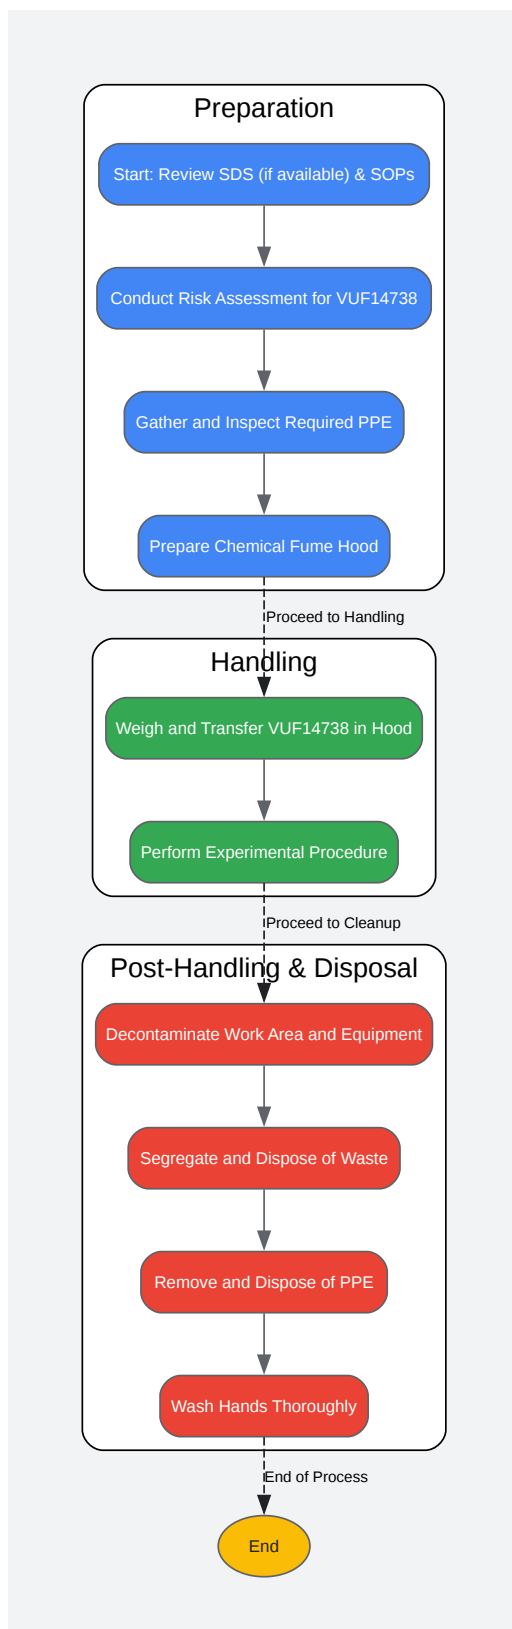 Preparation
Start: Review SDS (if available) & SOPs
Conduct Risk Assessment for VUF14738
Gather and Inspect Required PPE
Prepare Chemical Fume Hood
Proceed to Handling
Handling
Weigh and Transfer VUF14738 in Hood
Perform Experimental Procedure
Proceed to Cleanup
Post-Handling & Disposal
Decontaminate Work Area and Equipment
Segregate and Dispose of Waste
Remove and Dispose of PPE
Wash Hands Thoroughly
End of Process
End